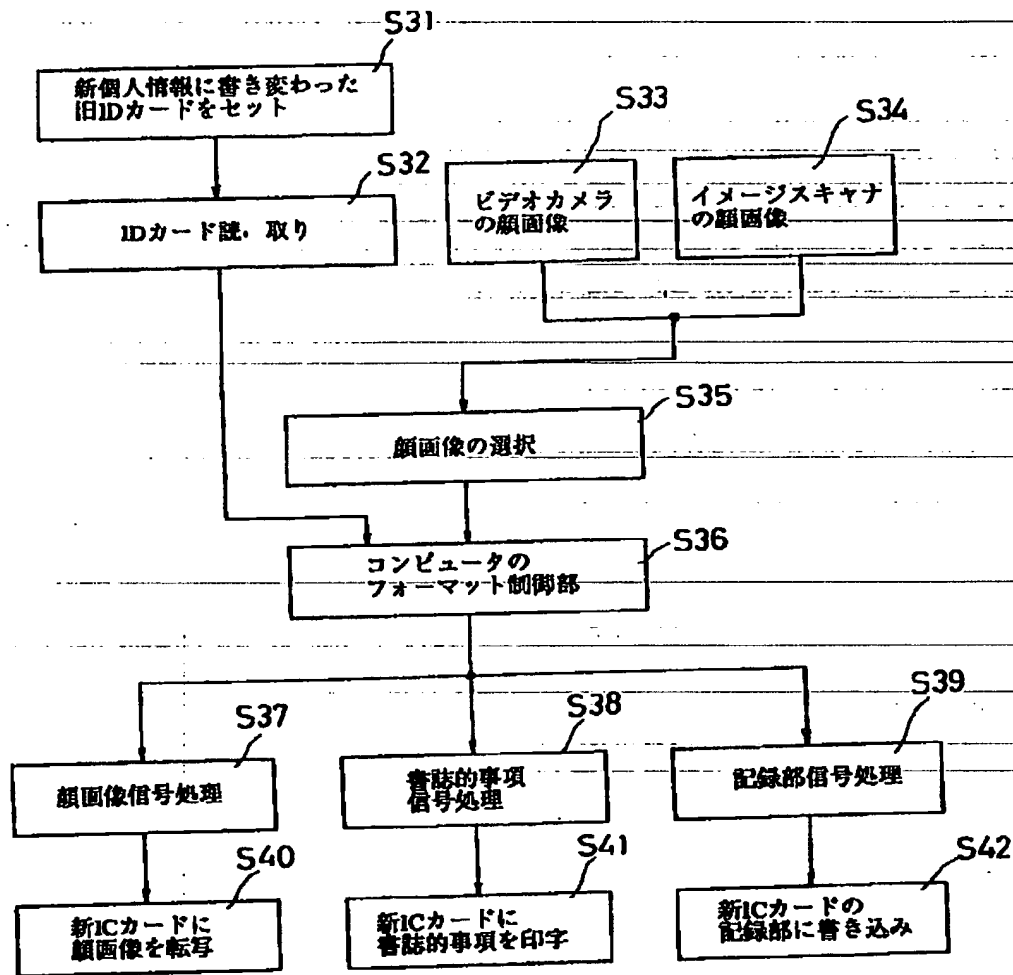 S31
新個人情報に書き変わった
旧IDカードをセット
S32
IDカード読,取り
S33
ビデオカメラ
の顔画像
S34
イメージスキャナ
の顔画像
S35
顔画像の選択
S36
コンピュータの
フォーマット制御部
S37
顔画像信号処理
S38
書誌的事項
信号処理
S39
記録部信号処理
S40
新ICカードに
顔画像を転写
S41
新ICカードに
書誌的事項を印字
S42
新ICカードの
記録部に書き込み